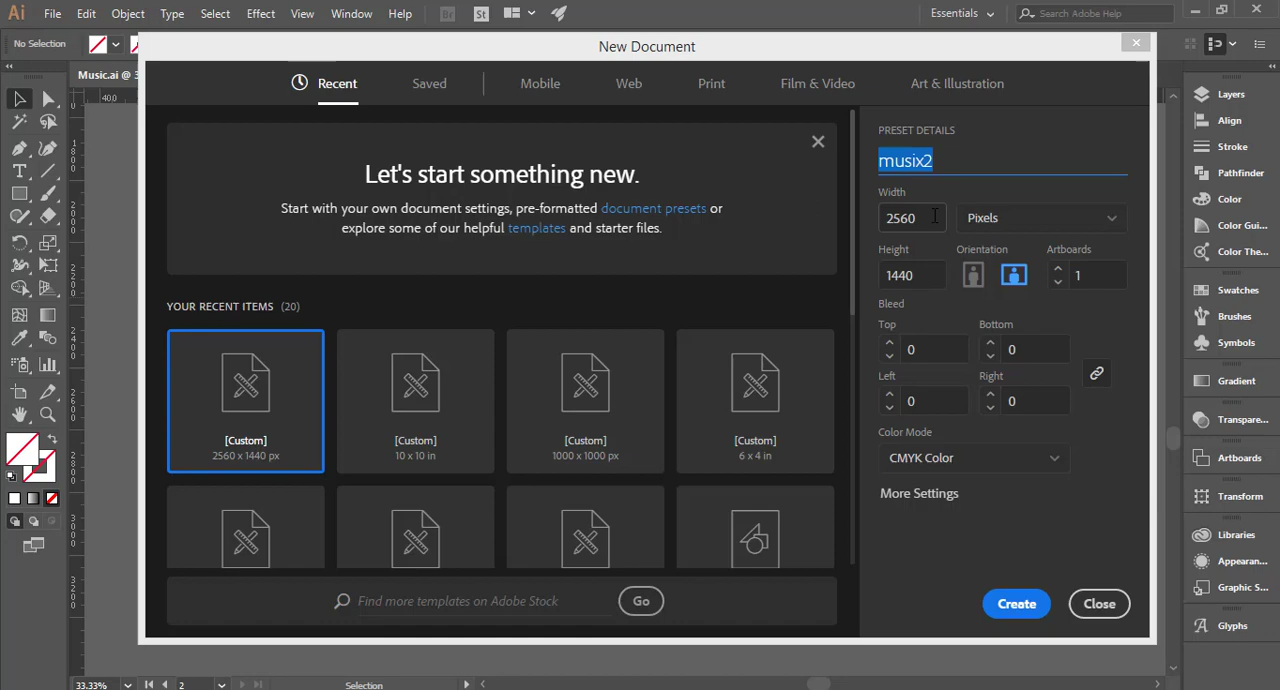 Ai File Edit Object Type Select Effect View Window Help Br St Essentials Search Adobe Help
No Selection
New Document
Music.ai @
40.0
Recent Saved Mobile Web Print Film & Video Art & Illustration
Let's start something new.
Start with your own document settings, pre-formatted document presets or
explore some of our helpful templates and starter files.
YOUR RECENT ITEMS (20)
[Custom]
2560 x 1440 px
[Custom]
10 x 10 in
[Custom]
1000 x 1000 px
[Custom]
6 x 4 in
Find more templates on Adobe Stock Go
PRESET DETAILS
musix2
Width
2560 Pixels
Height Orientation Artboards
1440 1
Bleed
Top Bottom
0 0
Left Right
0 0
Color Mode
CMYK Color
More Settings
Create Close
Layers
Align
Stroke
Pathfinder
Color
Color Gui...
Color The...
Swatches
Brushes
Symbols
Gradient
Transpare...
Artboards
Transform
Libraries
Appearan...
Graphic S...
Glyphs
33.33% 2 Selection